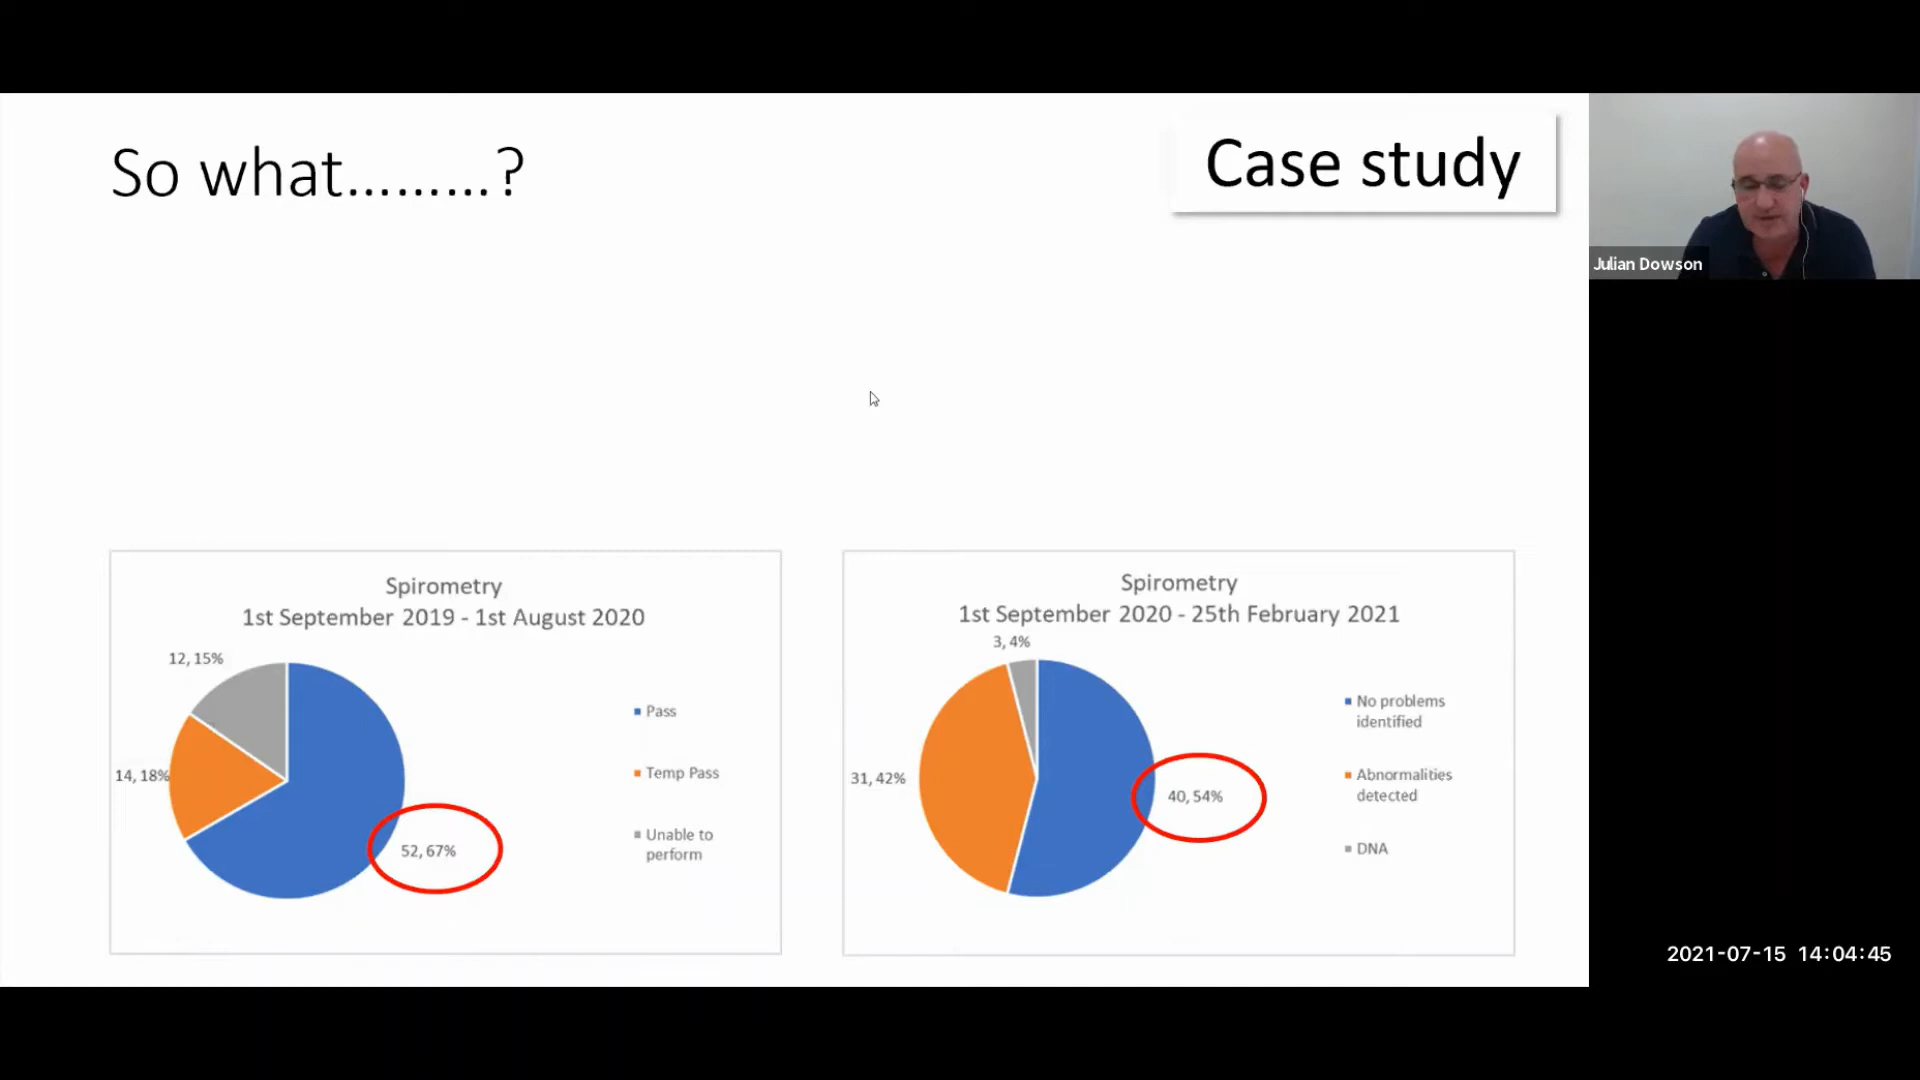 So what.........?
Case study
Julian Dowson
Spirometry
1st September 2019 - 1st August 2020
12, 15%
14, 18%
52, 67%
Pass
Temp Pass
Unable to
perform
Spirometry
1st September 2020 - 25th February 2021
3, 4%
31, 42%
40, 54%
No problems
identified
Abnormalities
detected
DNA
2021-07-15 14:04:45